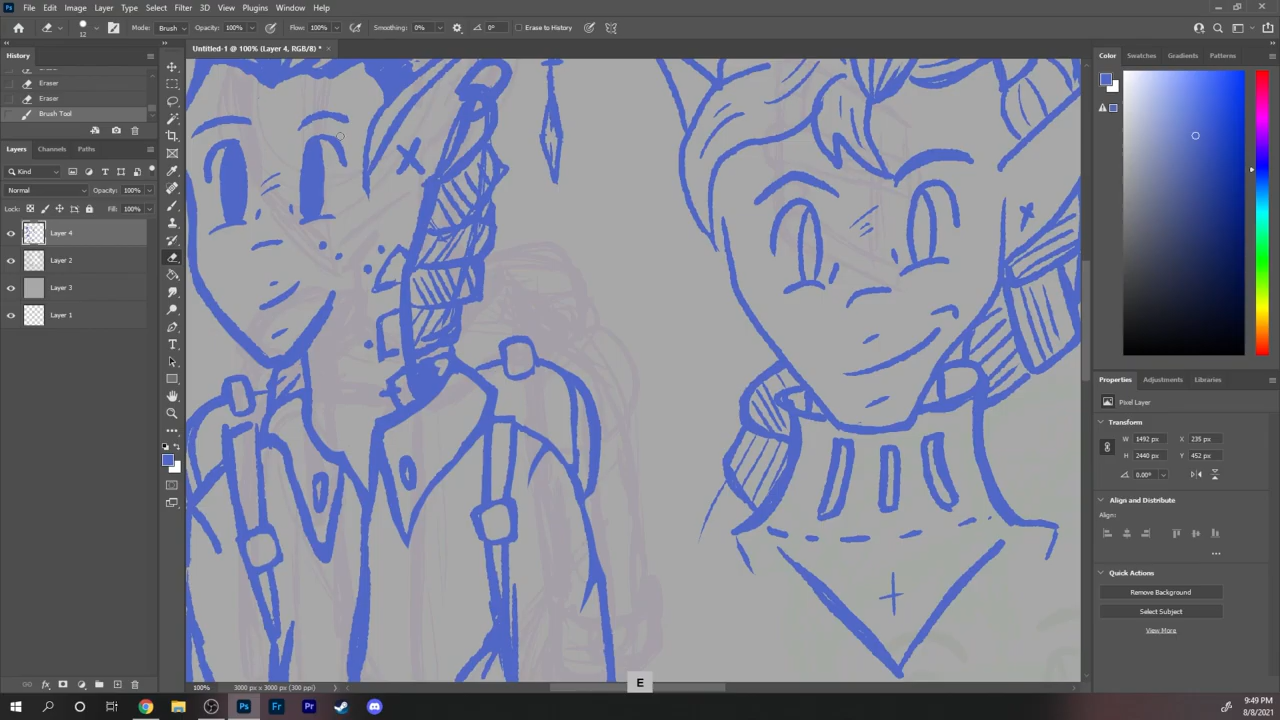 File Edit Image Layer Type Select Filter 3D View Plugins Window Help
12 Mode: Brush Opacity: 100% Flow: 100% Smoothing: 0% 0° Erase to History
Untitled-1 @ 100% (Layer 4, RGB/8) * ×
History
Eraser
Eraser
Brush Tool
Layers Channels Paths
Kind
Normal Opacity: 100%
Lock: Fill: 100%
Layer 4
Layer 2
Layer 3
Layer 1
100% 3000 px x 3000 px (300 ppi)
E
Color Swatches Gradients Patterns
Properties Adjustments Libraries
Pixel Layer
Transform
W 1492 px X 235 px
H 2440 px Y 452 px
0.00°
Align and Distribute
Align:
Quick Actions
Remove Background
Select Subject
View More
Ps Fr Pr
9:49 PM
8/8/2021